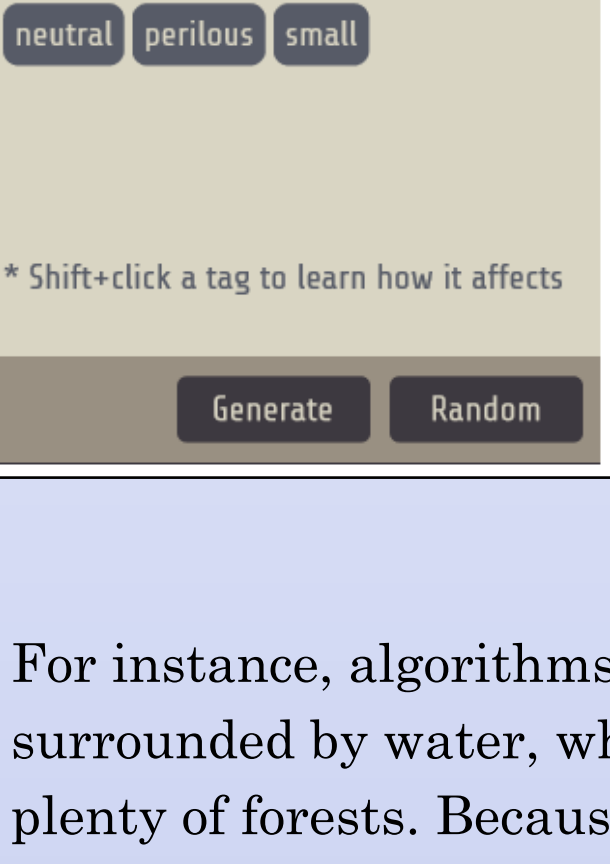 neutral perilous small
* Shift+click a tag to learn how it affects
Generate Random
For instance, algorithms
surrounded by water, wh
plenty of forests. Becaus